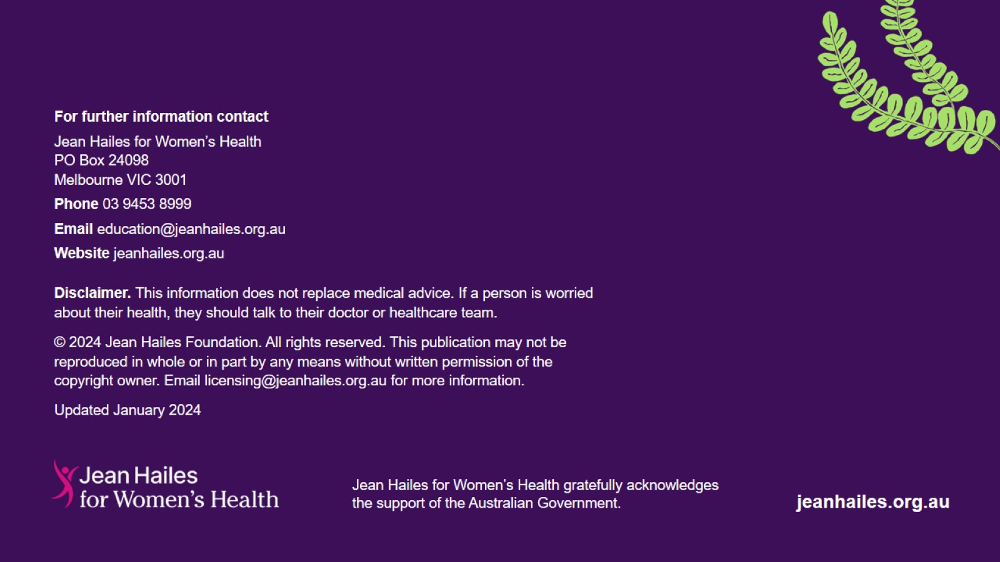 For further information contact
Jean Hailes for Women’s Health
PO Box 24098
Melbourne VIC 3001
Phone 03 9453 8999
Email education@jeanhailes.org.au
Website jeanhailes.org.au
Disclaimer. This information does not replace medical advice. If a person is worried
about their health, they should talk to their doctor or healthcare team.
© 2024 Jean Hailes Foundation. All rights reserved. This publication may not be
reproduced in whole or in part by any means without written permission of the
copyright owner. Email licensing@jeanhailes.org.au for more information.
Updated January 2024
Jean Hailes
for Women’s Health
Jean Hailes for Women’s Health gratefully acknowledges
the support of the Australian Government.
jeanhailes.org.au